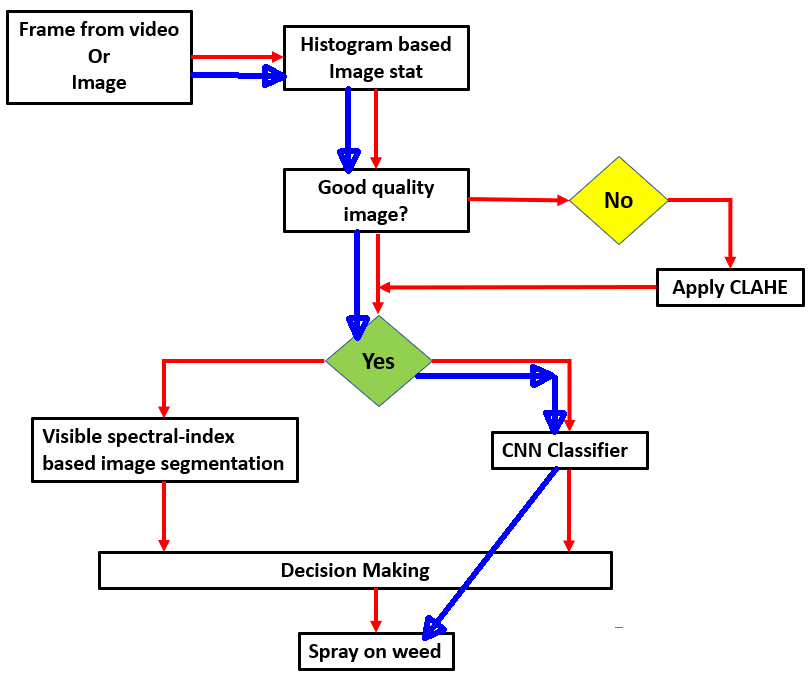 Frame from video
Or
Image
Histogram based
Image stat
Good quality
image?
No
Apply CLAHE
Yes
Visible spectral-index
based image segmentation
CNN Classifier
Decision Making
Spray on weed